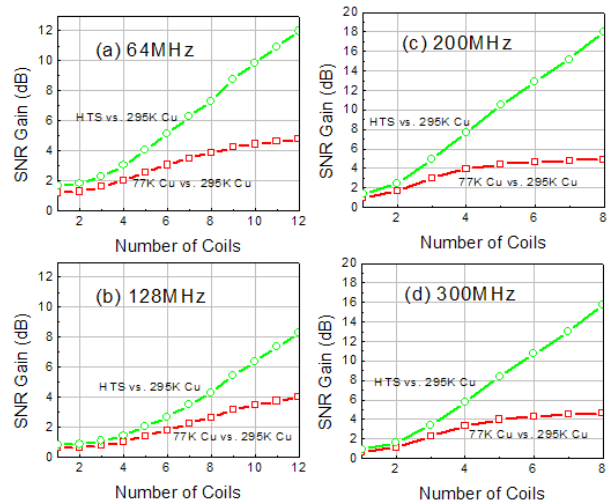 (a) 64MHz
SNR Gain (dB)
12
10
8
6
4
2
0
HTS vs. 295K Cu
77K Cu vs. 295K Cu
2 4 6 8 10 12
Number of Coils
(c) 200MHz
SNR Gain (dB)
20
18
16
14
12
10
8
6
4
2
0
HTS vs. 295K Cu
77K Cu vs. 295K Cu
2 4 6 8
Number of Coils
(b) 128MHz
SNR Gain (dB)
12
10
8
6
4
2
0
HTS vs. 295K Cu
77K Cu vs. 295K Cu
2 4 6 8 10 12
Number of Coils
(d) 300MHz
SNR Gain (dB)
20
18
16
14
12
10
8
6
4
2
0
HTS vs. 295K Cu
77K Cu vs. 295K Cu
2 4 6 8
Number of Coils